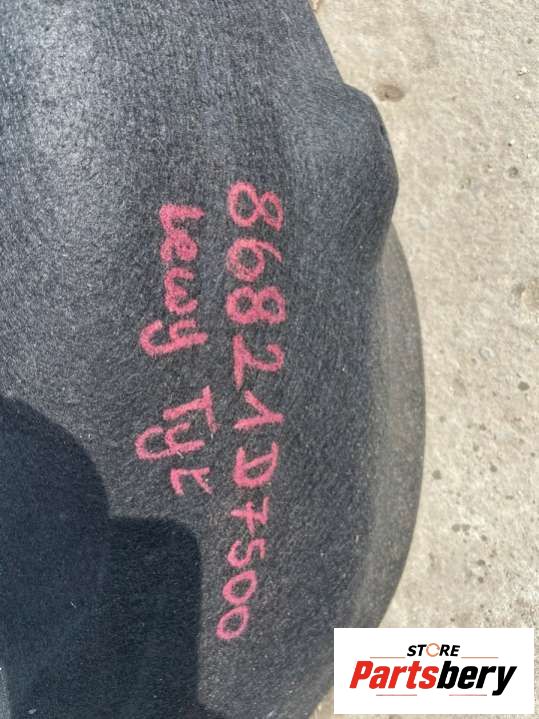 86821D7500
Lewy Tył
STORE
Partsbery